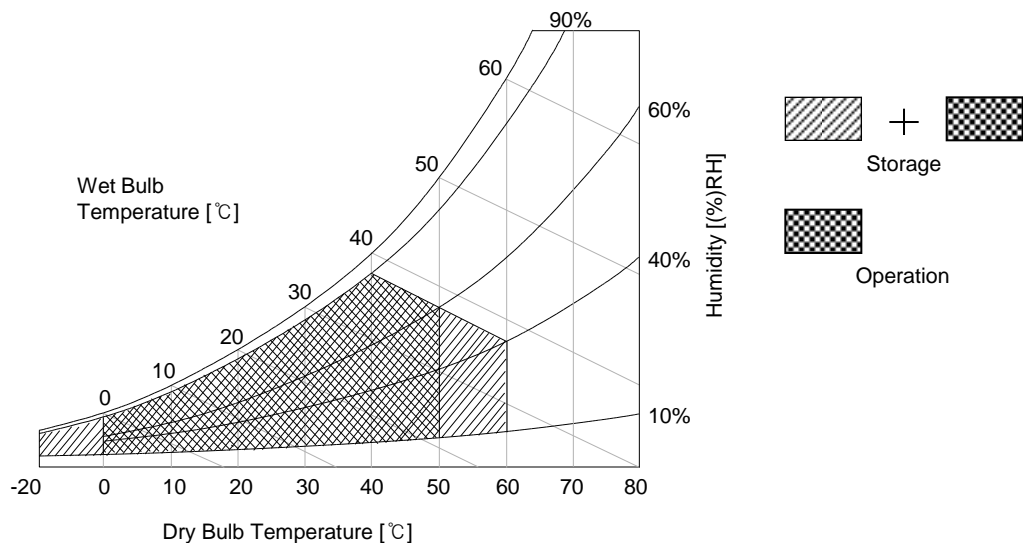 90%
60
60%
50
Wet Bulb
Temperature [℃]
40
40%
30
20
10
0
10%
Humidity [(%)RH]
-20 0 10 20 30 40 50 60 70 80
Dry Bulb Temperature [℃]
+
Storage
Operation